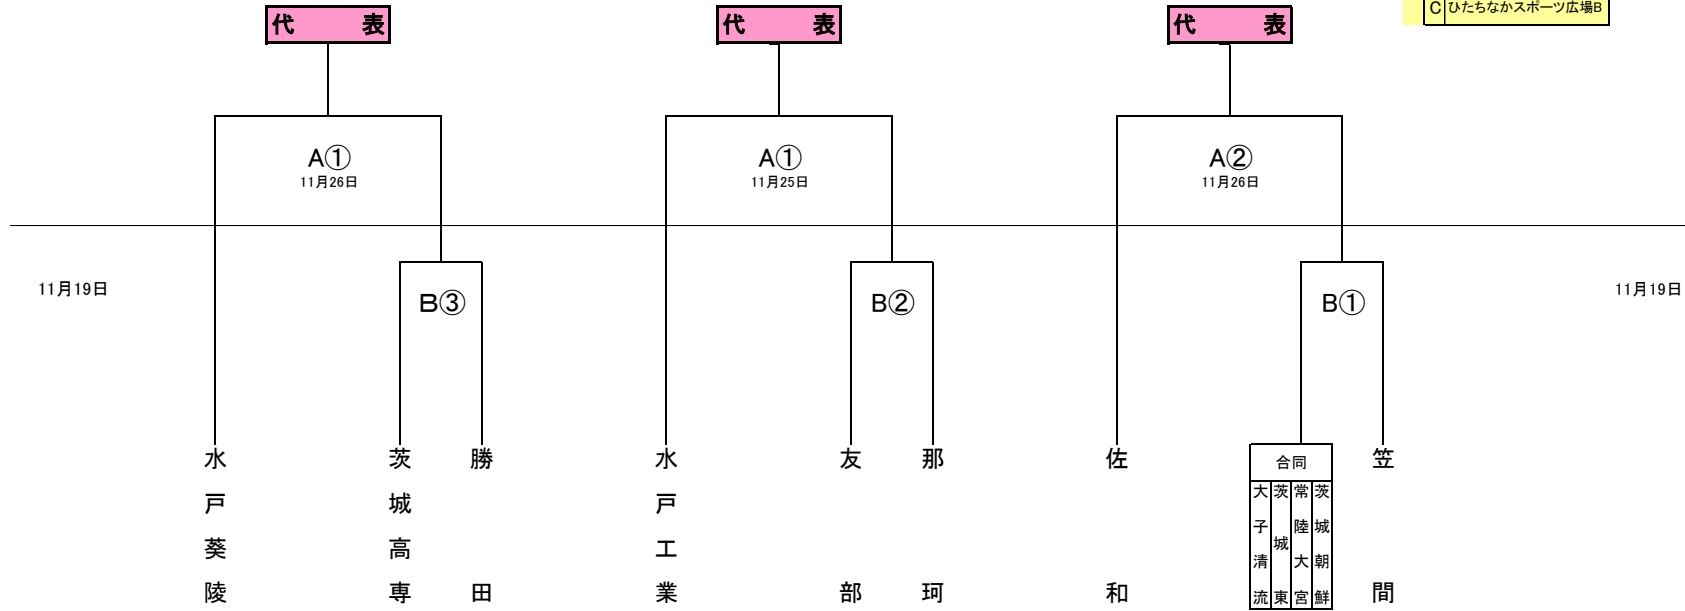 C ひたちなかスポーツ広場B
代表 代表 代表
A① A① A②
11月26日 11月25日 11月26日
11月19日 11月19日
B③ B② B①
水戸葵陵
茨城高専
勝田
水戸工業
友部
那珂
佐和
合同
大子清流
茨城東
常陸大宮
茨城朝鮮
笠間